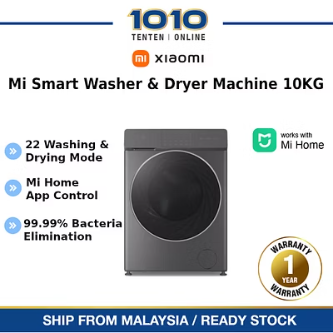 1010
TENTEN | ONLINE
mi xiaomi
Mi Smart Washer & Dryer Machine 10KG
22 Washing &
Drying Mode
works with
Mi Home
Mi Home
App Control
99.99% Bacteria
Elimination
WARRANTY
1
YEAR
WARRANTY
SHIP FROM MALAYSIA / READY STOCK